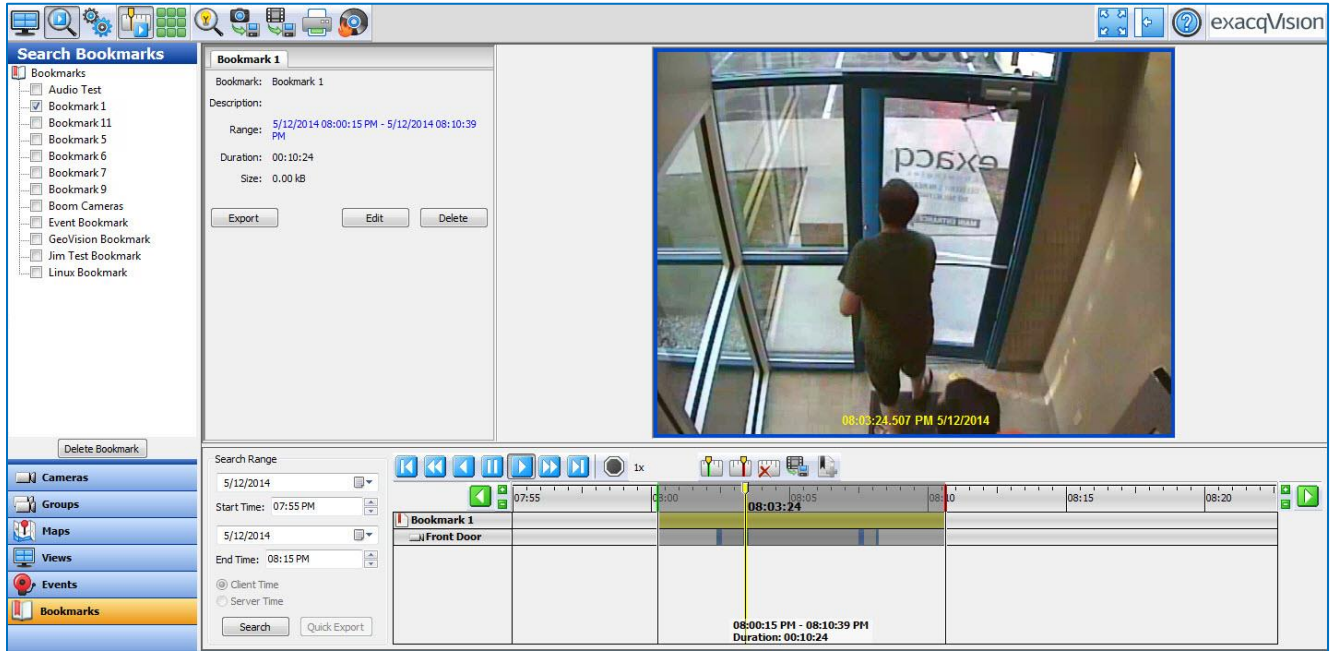 exacqVision
Search Bookmarks
Bookmarks
Audio Test
Bookmark 1
Bookmark 11
Bookmark 5
Bookmark 6
Bookmark 7
Bookmark 9
Boom Cameras
Event Bookmark
GeoVision Bookmark
Jim Test Bookmark
Linux Bookmark
Delete Bookmark
Cameras
Groups
Maps
Views
Events
Bookmarks
Bookmark 1
Bookmark: Bookmark 1
Description:
Range: 5/12/2014 08:00:15 PM - 5/12/2014 08:10:39
PM
Duration: 00:10:24
Size: 0.00 kB
Export Edit Delete
exacq
MAIN ENTRANCE
08:03:24.507 PM 5/12/2014
Search Range
5/12/2014
Start Time: 07:55 PM
5/12/2014
End Time: 08:15 PM
Client Time
Server Time
Search Quick Export
1x
07:55 08:00 08:05 08:10 08:15 08:20
08:03:24
Bookmark 1
Front Door
08:00:15 PM - 08:10:39 PM
Duration: 00:10:24